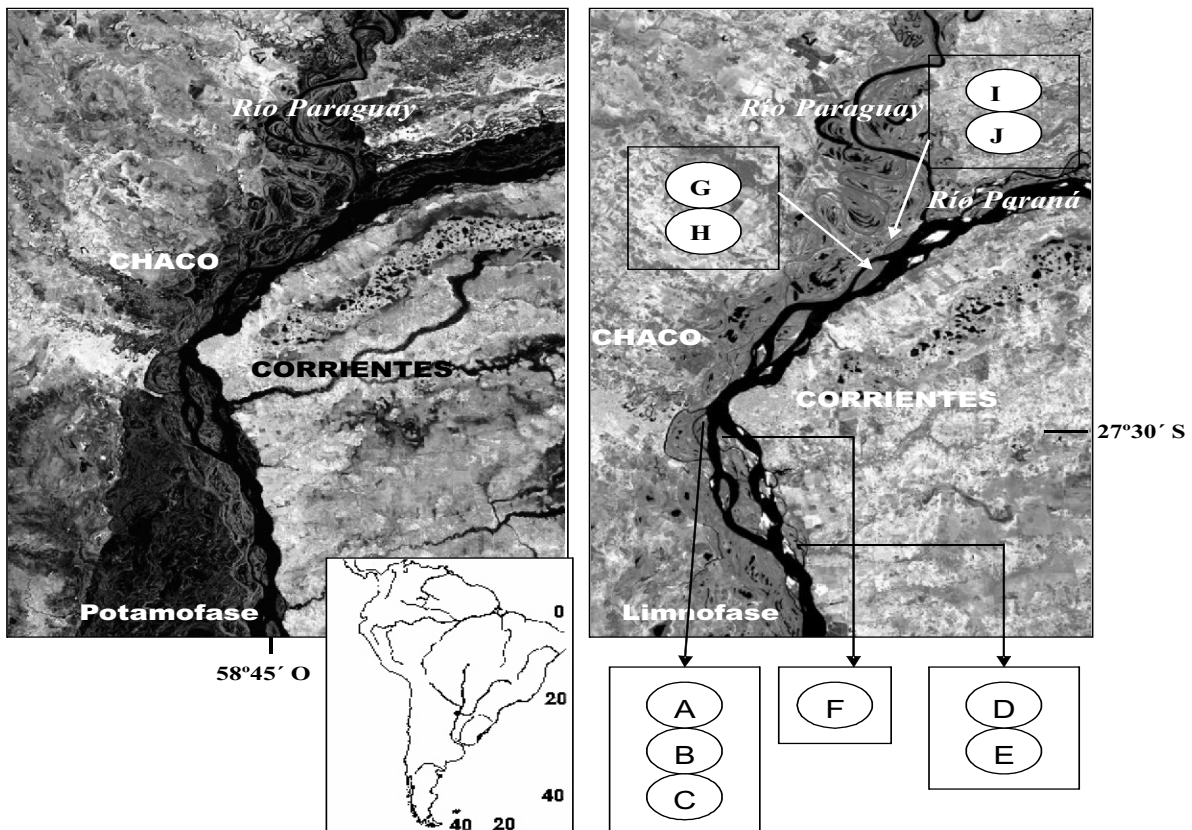 Río Paraguay
CHACO
CORRIENTES
Potamofase
58º45´ O
0
20
40
40 20
Río Paraguay
I
J
G
H
Río Paraná
CHACO
CORRIENTES
27º30´ S
Limnofase
A
B
C
F
D
E